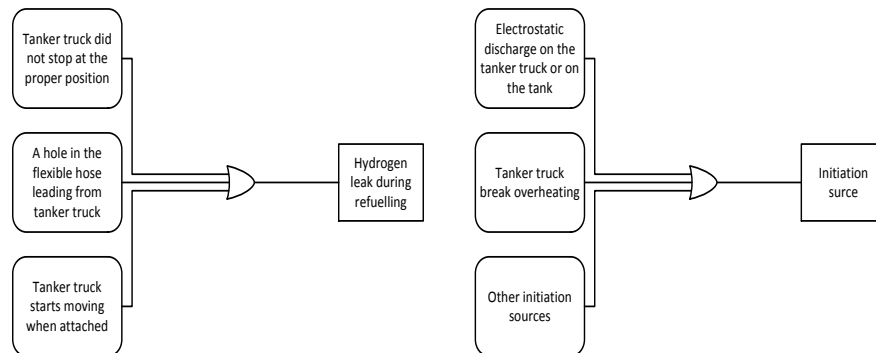 Tanker truck did
not stop at the
proper position
A hole in the
flexible hose
leading from
tanker truck
Tanker truck
starts moving
when attached
Hydrogen
leak during
refuelling
Electrostatic
discharge on the
tanker truck or on
the tank
Tanker truck
break overheating
Other initiation
sources
Initiation
surce